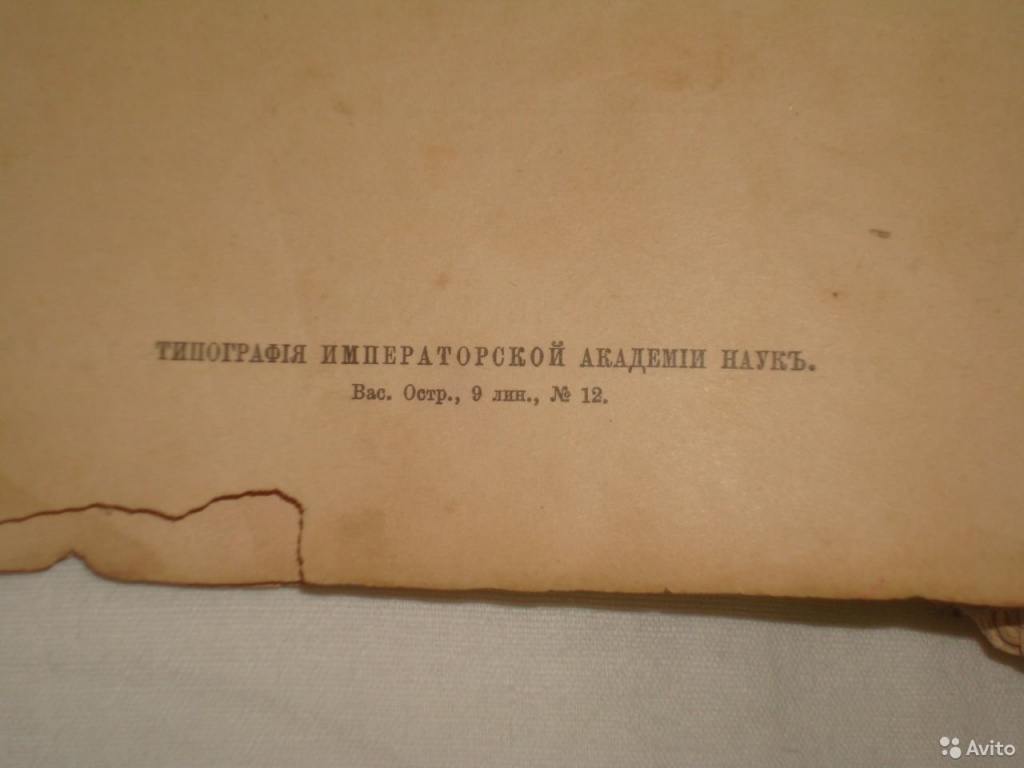 ТИПОГРАФІЯ ИМПЕРАТОРСКОЙ АКАДЕМІИ НАУКЪ.
Вас. Остр., 9 лин., № 12.
Avito